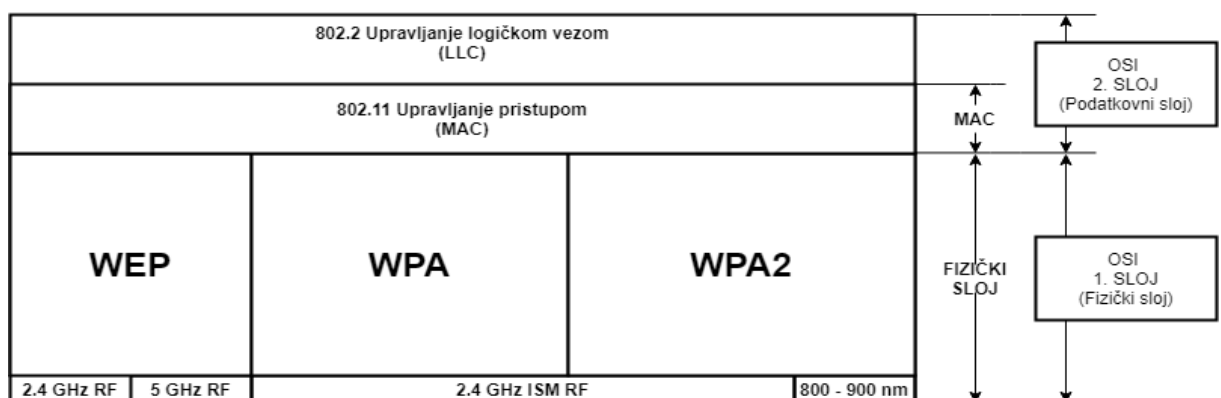 802.2 Upravljanje logičkom vezom
(LLC)
802.11 Upravljanje pristupom
(MAC)
MAC
OSI
2. SLOJ
(Podatkovni sloj)
WEP
WPA
WPA2
FIZIČKI
SLOJ
OSI
1. SLOJ
(Fizički sloj)
2.4 GHz RF
5 GHz RF
2.4 GHz ISM RF
800 - 900 nm